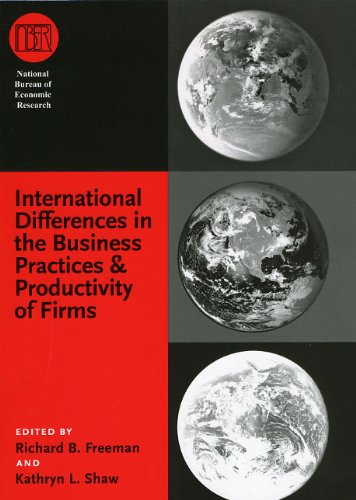 NBER
National
Bureau of
Economic
Research
International
Differences in
the Business
Practices &
Productivity
of Firms
EDITED BY
Richard B. Freeman
AND
Kathryn L. Shaw